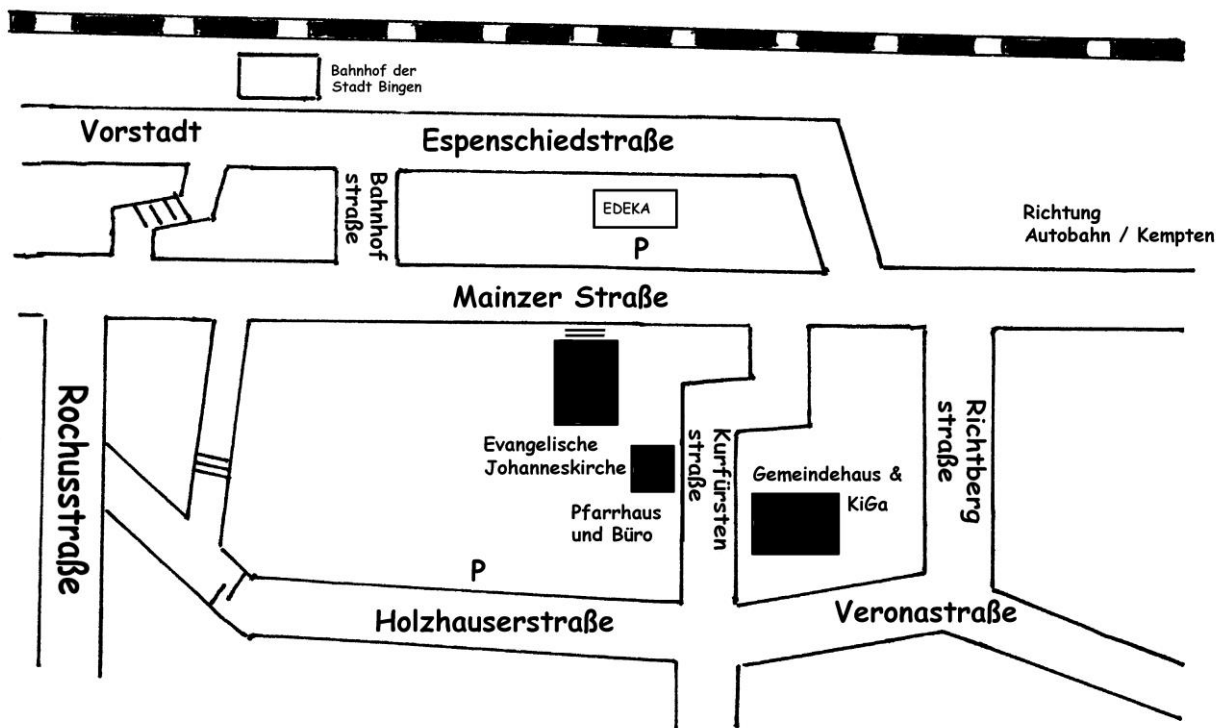 Bahnhof der
Stadt Bingen
Vorstadt
Espenschiedstraße
Bahnhof
straße
EDEKA
P
Richtung
Autobahn / Kempten
Mainzer Straße
Rochusstraße
Evangelische
Johanneskirche
Pfarrhaus
und Büro
Kurfürsten
straße
Gemeindehaus &
KiGa
Richtberg
straße
P
Holzhauserstraße
Veronastraße